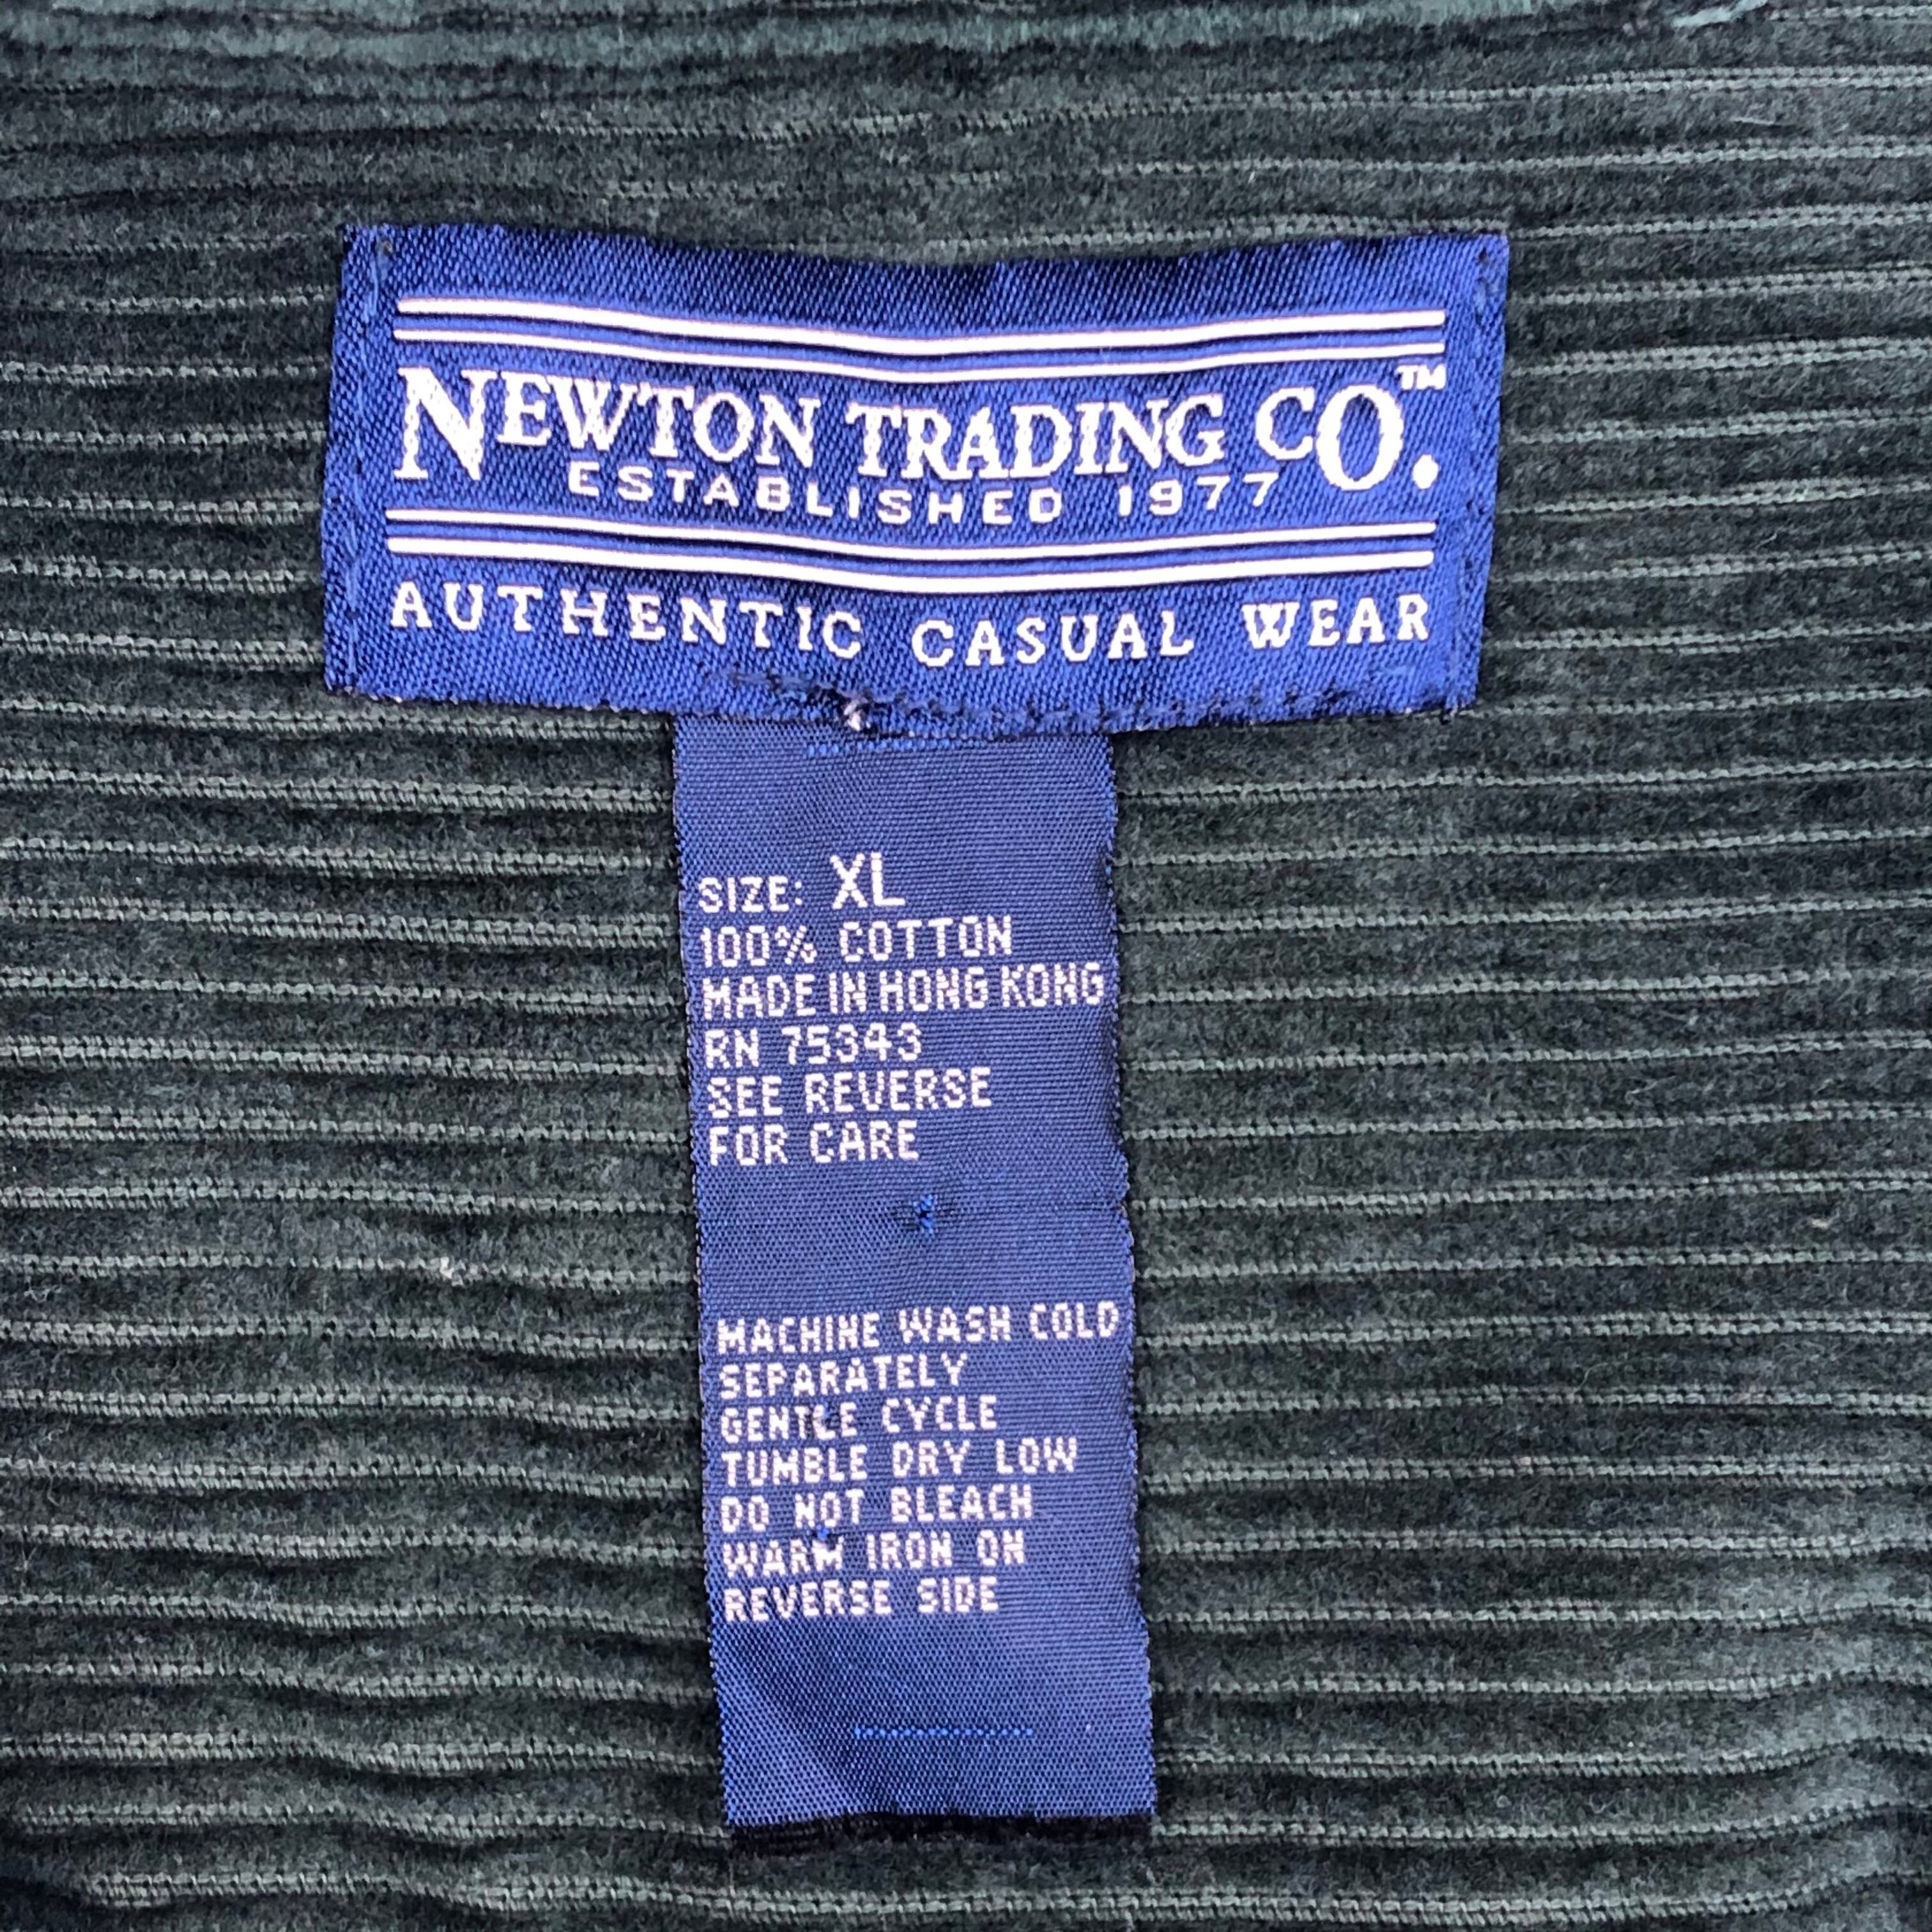 NEWTON TRADING CO.™
ESTABLISHED 1977
AUTHENTIC CASUAL WEAR
SIZE: XL
100% COTTON
MADE IN HONG KONG
RN 75343
SEE REVERSE
FOR CARE
MACHINE WASH COLD
SEPARATELY
GENTLE CYCLE
TUMBLE DRY LOW
DO NOT BLEACH
WARM IRON ON
REVERSE SIDE